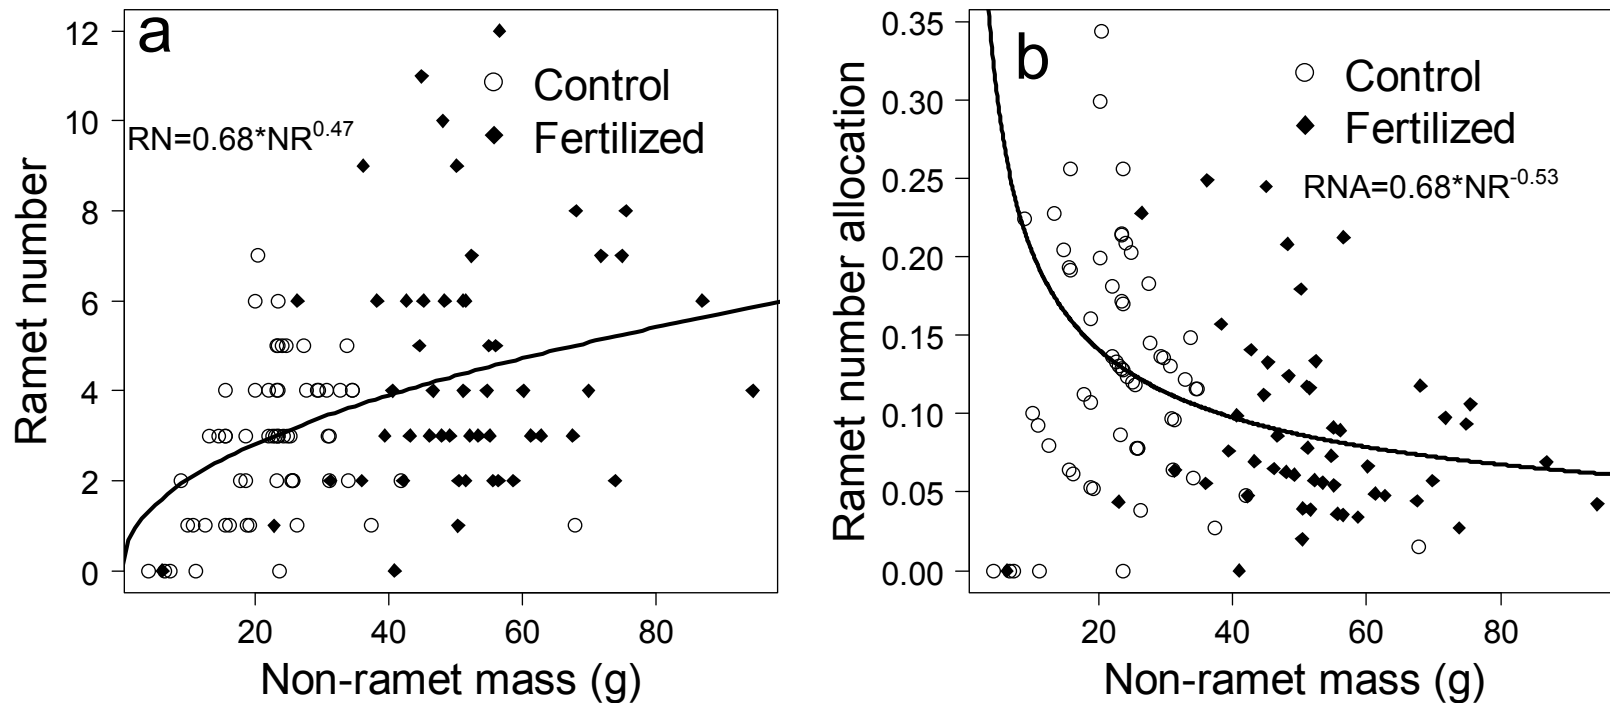 a
Control
Fertilized
RN=0.68*NR^0.47
Ramet number
12
10
8
6
4
2
0
20 40 60 80
Non-ramet mass (g)
b
Control
Fertilized
RNA=0.68*NR^-0.53
Ramet number allocation
0.35
0.30
0.25
0.20
0.15
0.10
0.05
0.00
20 40 60 80
Non-ramet mass (g)